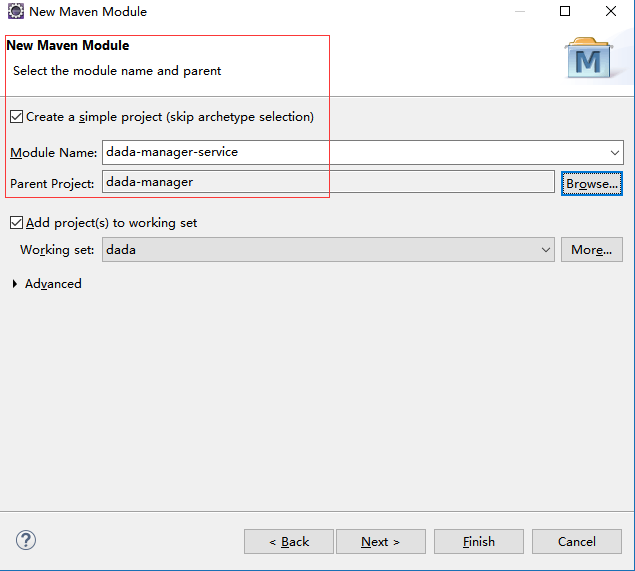 New Maven Module
New Maven Module
Select the module name and parent
M
Create a simple project (skip archetype selection)
Module Name: dada-manager-service
Parent Project: dada-manager Browse...
Add project(s) to working set
Working set: dada More...
Advanced
? < Back Next > Finish Cancel